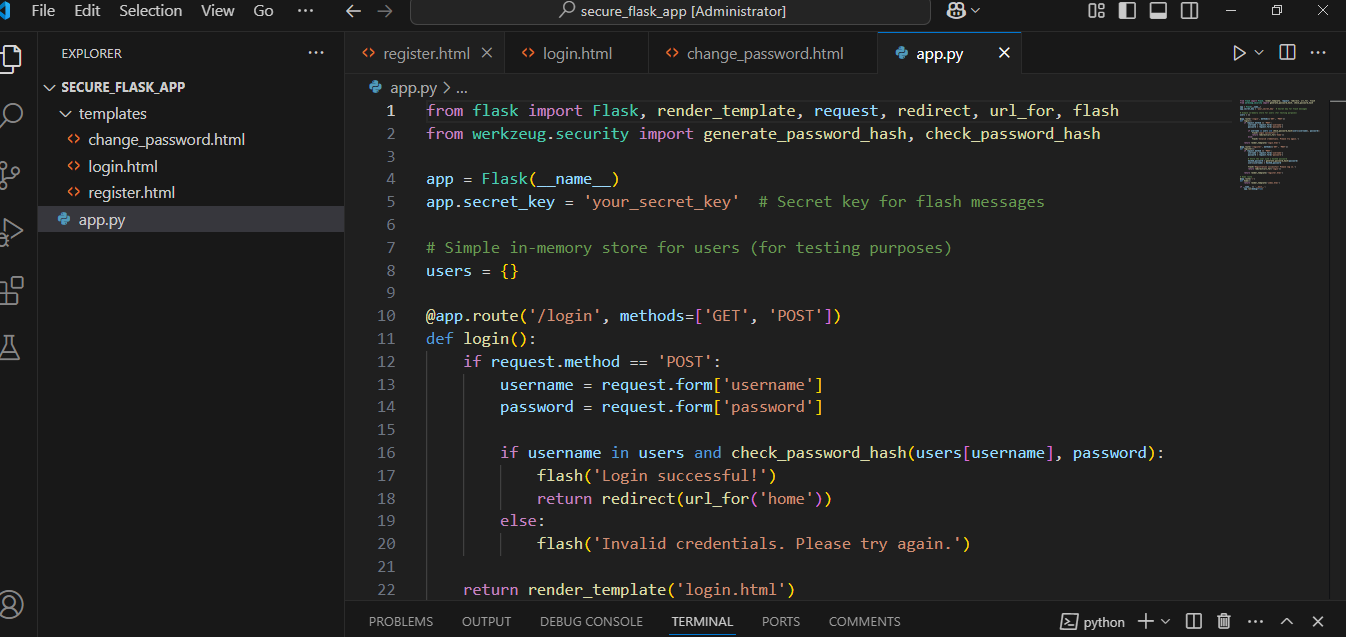 File Edit Selection View Go ··· secure_flask_app [Administrator]
EXPLORER ···
SECURE_FLASK_APP
templates
change_password.html
login.html
register.html
app.py
register.html login.html change_password.html app.py
app.py > ...
1 from flask import Flask, render_template, request, redirect, url_for, flash
2 from werkzeug.security import generate_password_hash, check_password_hash
3
4 app = Flask(__name__)
5 app.secret_key = 'your_secret_key'  # Secret key for flash messages
6
7 # Simple in-memory store for users (for testing purposes)
8 users = {}
9
10 @app.route('/login', methods=['GET', 'POST'])
11 def login():
12     if request.method == 'POST':
13         username = request.form['username']
14         password = request.form['password']
15
16         if username in users and check_password_hash(users[username], password):
17             flash('Login successful!')
18             return redirect(url_for('home'))
19         else:
20             flash('Invalid credentials. Please try again.')
21
22     return render_template('login.html')
PROBLEMS OUTPUT DEBUG CONSOLE TERMINAL PORTS COMMENTS python